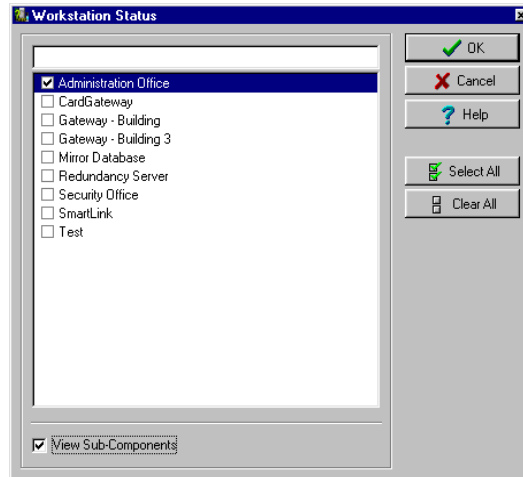 Workstation Status
OK
Cancel
Help
Select All
Clear All
Administration Office
CardGateway
Gateway - Building
Gateway - Building 3
Mirror Database
Redundancy Server
Security Office
SmartLink
Test
View Sub-Components